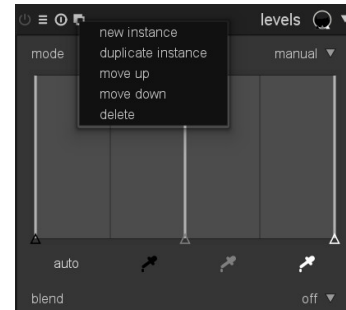 levels
new instance
duplicate instance
move up
move down
delete
mode manual
auto
blend off